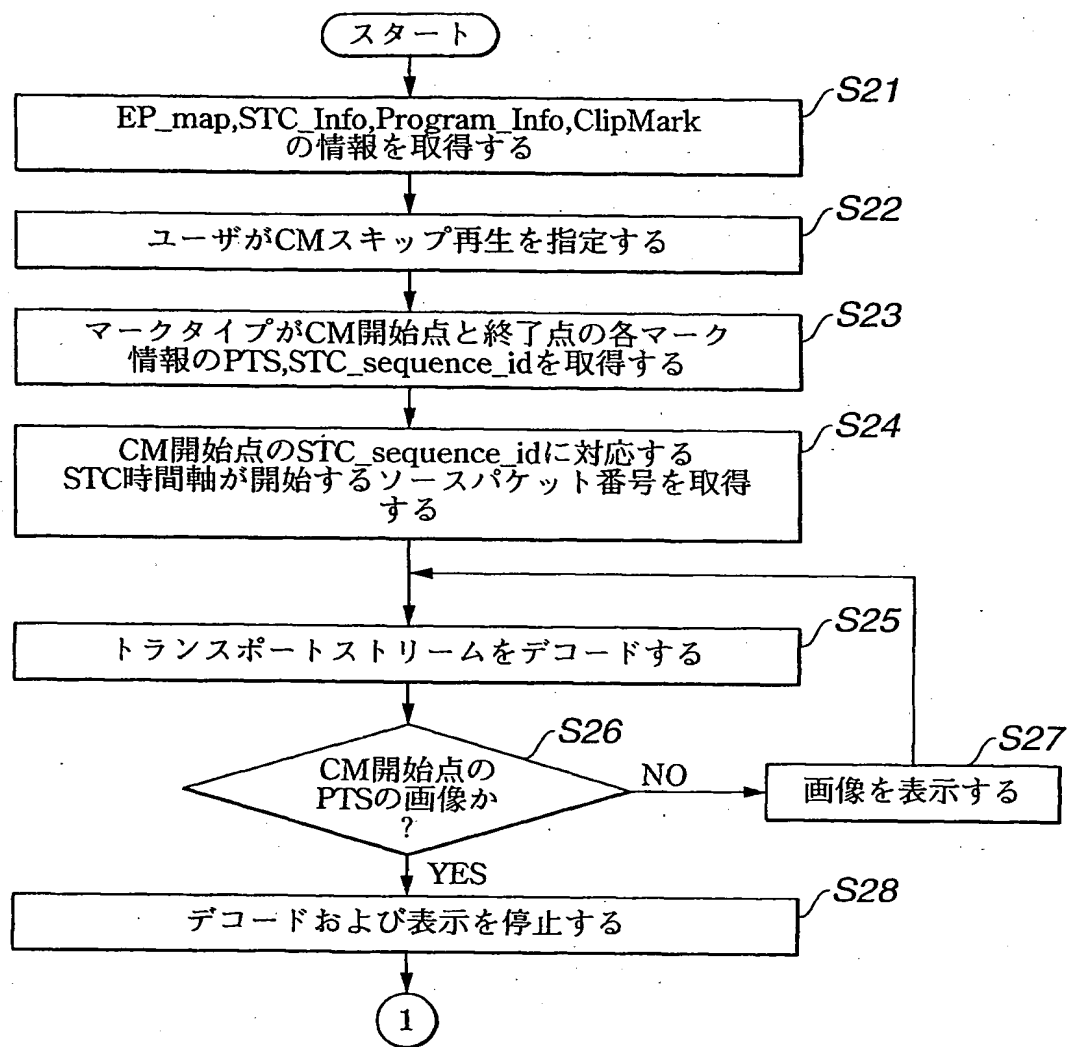 スタート
S21
EP_map,STC_Info,Program_Info,ClipMark
の情報を取得する
S22
ユーザがCMスキップ再生を指定する
S23
マークタイプがCM開始点と終了点の各マーク
情報のPTS,STC_sequence_idを取得する
S24
CM開始点のSTC_sequence_idに対応する
STC時間軸が開始するソースパケット番号を取得
する
S25
トランスポートストリームをデコードする
S26
CM開始点の
PTSの画像か
?
NO
S27
画像を表示する
YES
S28
デコードおよび表示を停止する
1